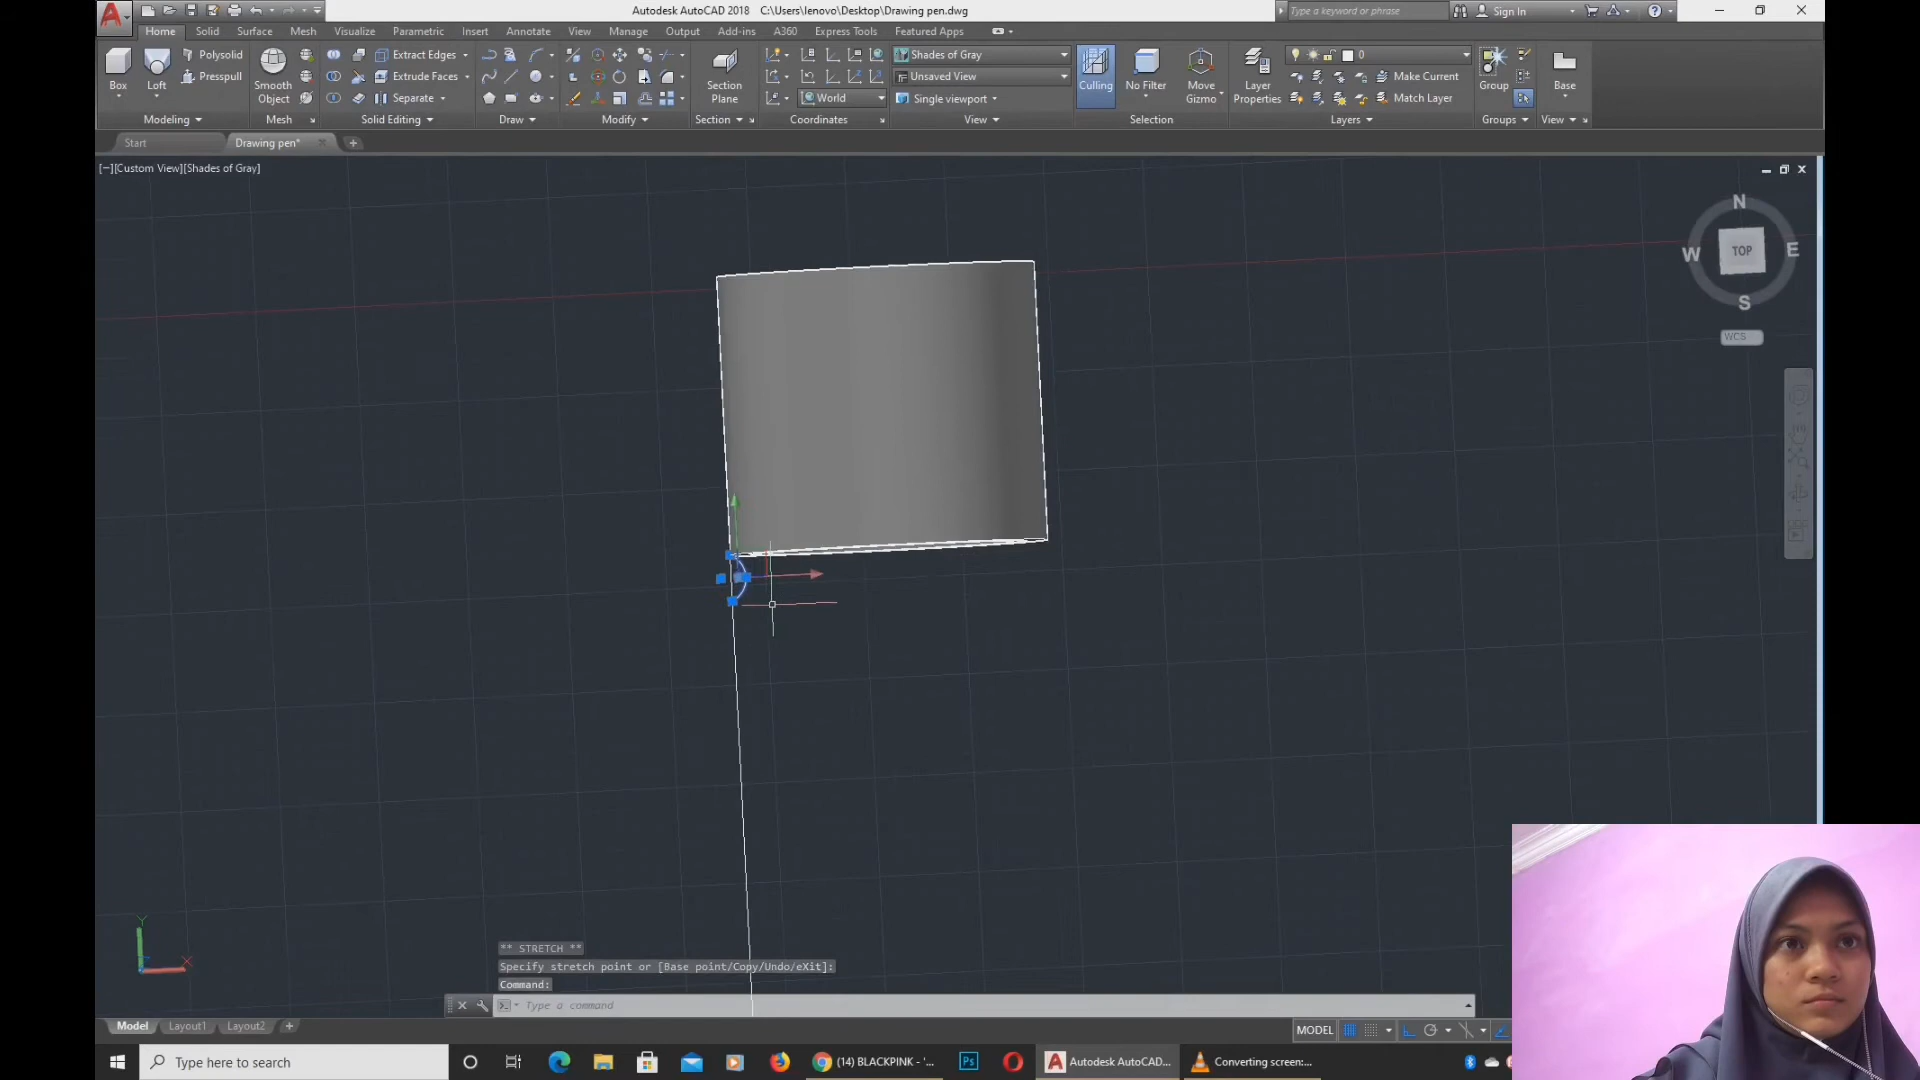 Autodesk AutoCAD 2018 C:\Users\lenovo\Desktop\Drawing pen.dwg
Type a keyword or phrase
Sign In
Home Solid Surface Mesh Visualize Parametric Insert Annotate View Manage Output Add-ins A360 Express Tools Featured Apps
Box
Loft
Polysolid
Presspull
Modeling
Smooth
Object
Mesh
Extract Edges
Extrude Faces
Separate
Solid Editing
Draw
Modify
Section
Plane
Section
World
Coordinates
Shades of Gray
Unsaved View
Single viewport
View
Culling
No Filter
Move
Gizmo
Selection
Layer
Properties
0
Make Current
Match Layer
Layers
Group
Groups
Base
View
Start
Drawing pen*
[−][Custom View][Shades of Gray]
N
W
TOP
E
S
WCS
Y
X
** STRETCH **
Specify stretch point or [Base point/Copy/Undo/eXit]:
Command:
Type a command
Model Layout1 Layout2
MODEL
Type here to search
Ps
(14) BLACKPINK - '...
Autodesk AutoCAD...
Converting screen:...